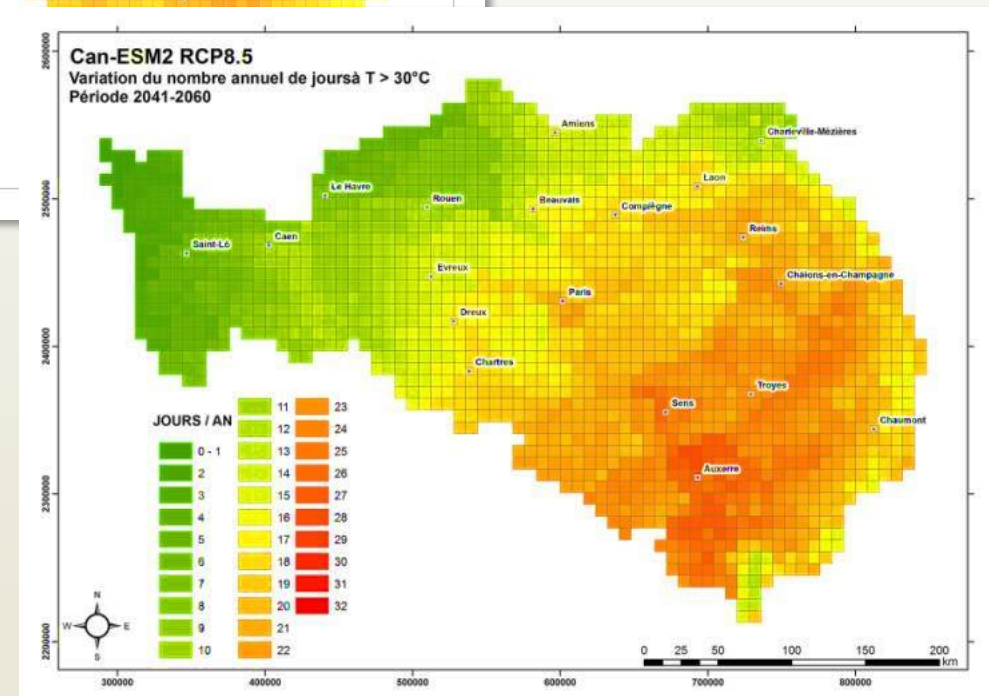 Can-ESM2 RCP8.5
Variation du nombre annuel de joursà T > 30°C
Période 2041-2060
2600000
2500000
2400000
2300000
2200000
Amiens
Charleville-Mézières
Laon
Le Havre
Rouen
Beauvais
Compiègne
Reims
Saint-Lô
Caen
Evreux
Châlons-en-Champagne
Paris
Dreux
Chartres
Troyes
Sens
Chaumont
Auxerre
JOURS / AN
0 - 1
2
3
4
5
6
7
8
9
10
11
12
13
14
15
16
17
18
19
20
21
22
23
24
25
26
27
28
29
30
31
32
N
W
E
S
0 25 50 100 150 200
km
300000 400000 500000 600000 700000 800000